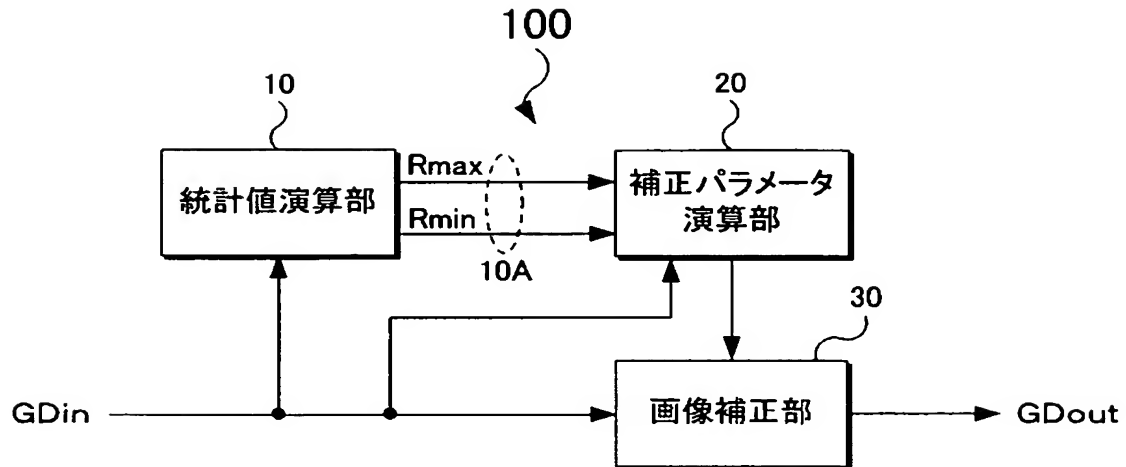 100
10
20
統計値演算部
Rmax
Rmin
10A
補正パラメータ
演算部
30
GDin
画像補正部
GDout